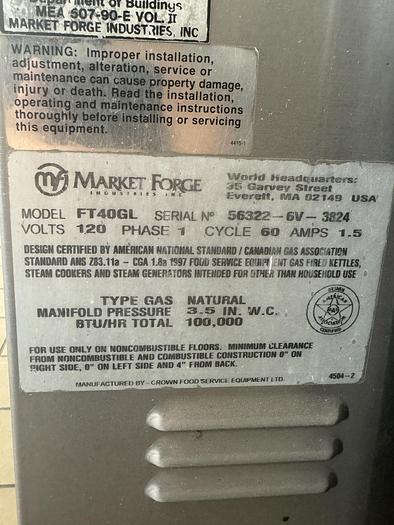 of Buildings
MEA 507-90-E VOL. II
MARKET FORGE INDUSTRIES, INC
WARNING: Improper installation,
adjustment, alteration, service or
maintenance can cause property damage,
injury or death. Read the installation,
operating and maintenance instructions
thoroughly before installing or servicing
this equipment.
4415-1
mfi MARKET FORGE
INDUSTRIES INC.
World Headquarters:
35 Garvey Street
Everett, MA 02149 USA
MODEL FT40GL SERIAL Nº 56322-6V-3824
VOLTS 120 PHASE 1 CYCLE 60 AMPS 1.5
DESIGN CERTIFIED BY AMERICAN NATIONAL STANDARD / CANADIAN GAS ASSOCIATION
STANDARD ANS Z83.11a - CGA 1.8a 1997 FOOD SERVICE EQUIPMENT GAS FIRED KETTLES,
STEAM COOKERS AND STEAM GENERATORS INTENDED FOR OTHER THAN HOUSEHOLD USE
TYPE GAS NATURAL
MANIFOLD PRESSURE 3.5 IN. W.C.
BTU/HR TOTAL 100,000
DESIGN
CERTIFIED
FOR USE ONLY ON NONCOMBUSTIBLE FLOORS. MINIMUM CLEARANCE
FROM NONCOMBUSTIBLE AND COMBUSTIBLE CONSTRUCTION 0" ON
RIGHT SIDE, 0" ON LEFT SIDE AND 4" FROM BACK.
4504-2
MANUFACTURED BY - CROWN FOOD SERVICE EQUIPMENT LTD.